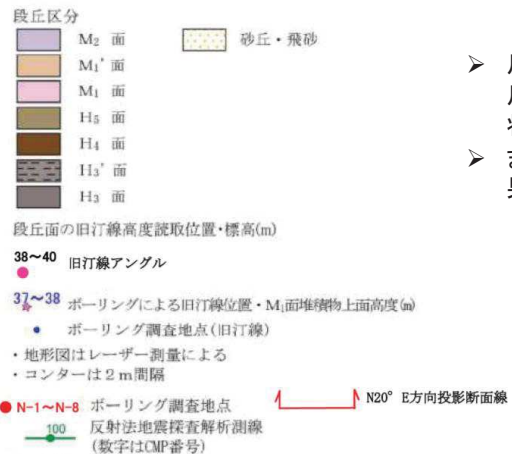 段丘区分
M₂ 面
砂丘・飛砂
M₁' 面
M₁ 面
H₅ 面
H₄ 面
H₃' 面
H₃ 面
段丘面の旧汀線高度読取位置・標高(m)
38～40 旧汀線アングル
37～38 ボーリングによる旧汀線位置・M₁面堆積物上面高度(m)
ボーリング調査地点(旧汀線)
・地形図はレーザー測量による
・コンターは２ｍ間隔
N-1～N-8 ボーリング調査地点
N20° E方向投影断面線
100 反射法地震探査解析測線
(数字はCMP番号)